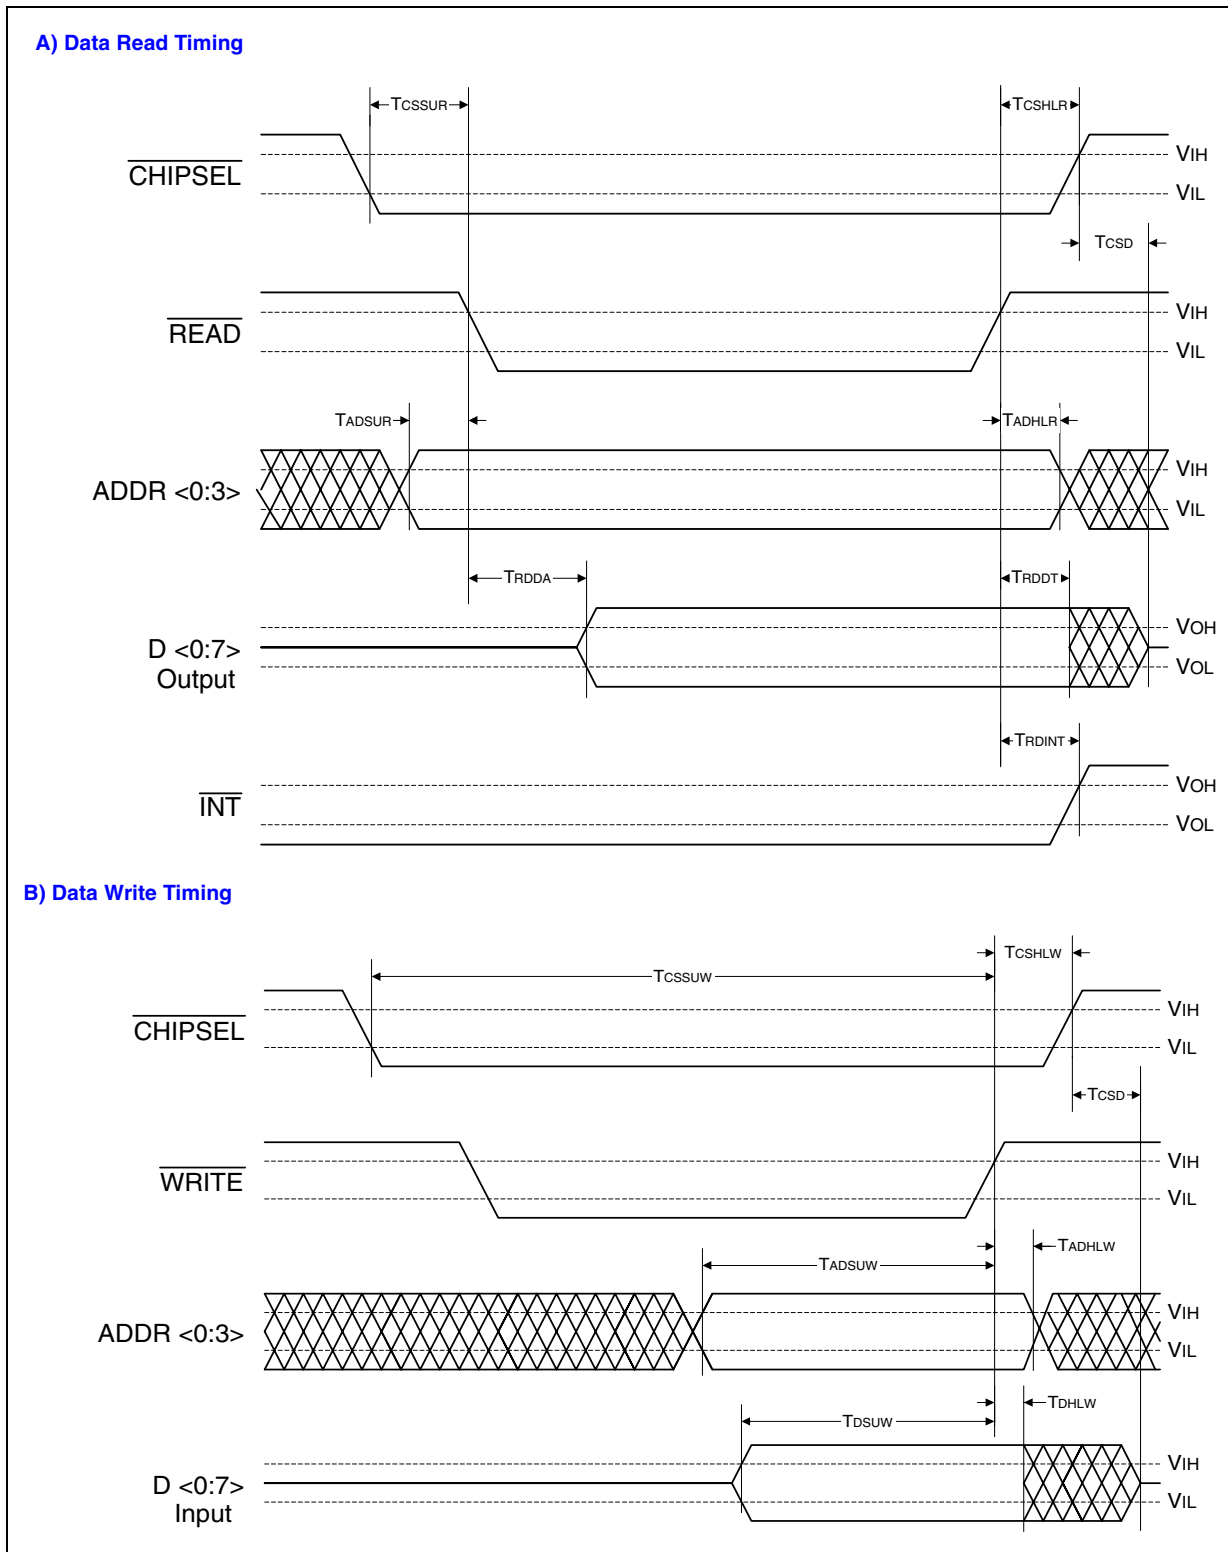 A) Data Read Timing
TCSSUR
TCSHLR
CHIPSEL
VIH
VIL
TCSD
READ
VIH
VIL
TADSUR
TADHLR
ADDR <0:3>
VIH
VIL
TRDDA
TRDDT
D <0:7>
Output
VOH
VOL
TRDINT
INT
VOH
VOL
B) Data Write Timing
TCSHLW
TCSSUW
CHIPSEL
VIH
VIL
TCSD
WRITE
VIH
VIL
TADSUW
TADHLW
ADDR <0:3>
VIH
VIL
TDSUW
TDHLW
D <0:7>
Input
VIH
VIL